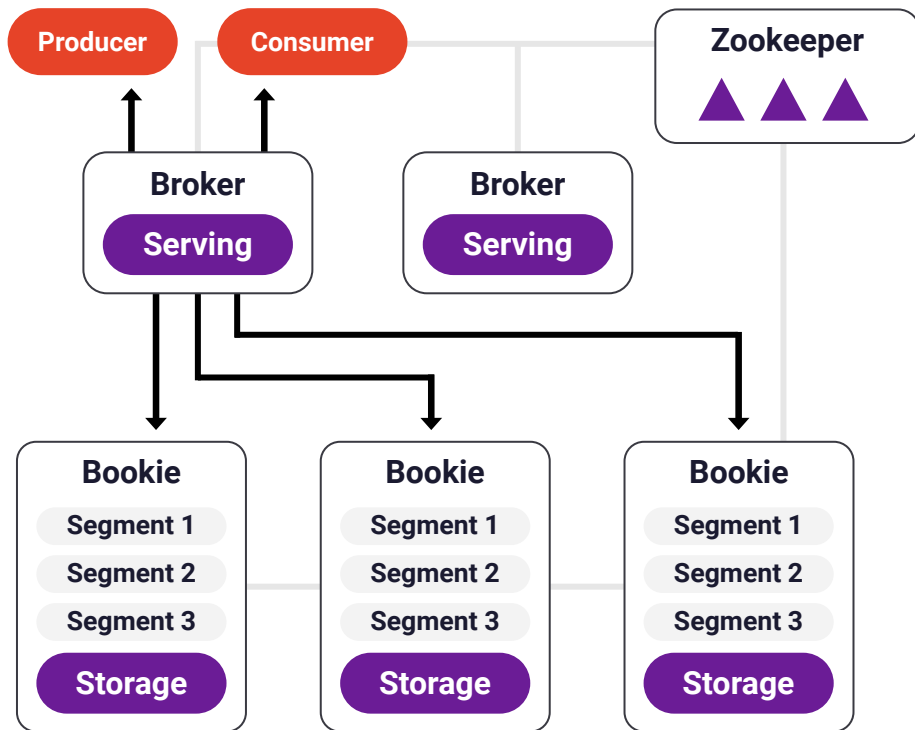 Producer
Consumer
Zookeeper
Broker
Serving
Broker
Serving
Bookie
Segment 1
Segment 2
Segment 3
Storage
Bookie
Segment 1
Segment 2
Segment 3
Storage
Bookie
Segment 1
Segment 2
Segment 3
Storage